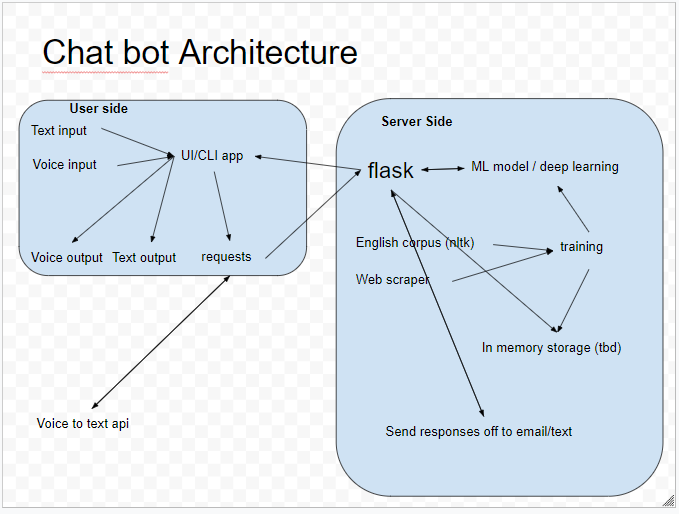 Chat bot Architecture
User side
Text input
Voice input
UI/CLI app
Voice output
Text output
requests
Voice to text api
Server Side
flask
ML model / deep learning
English corpus (nltk)
training
Web scraper
In memory storage (tbd)
Send responses off to email/text